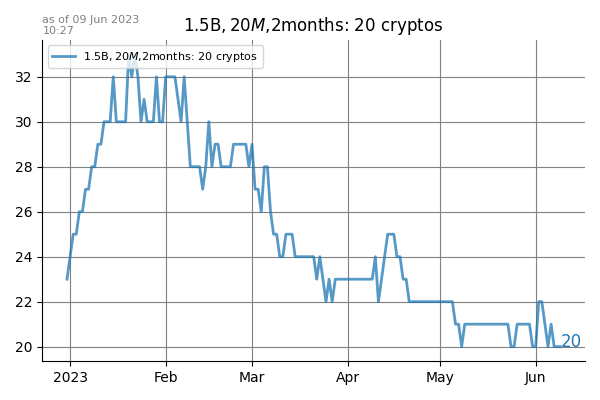 as of 09 Jun 2023
10:27
1.5B, 20M,2months: 20 cryptos
1.5B, 20M,2months: 20 cryptos
32
30
28
26
24
22
20
20
2023
Feb
Mar
Apr
May
Jun